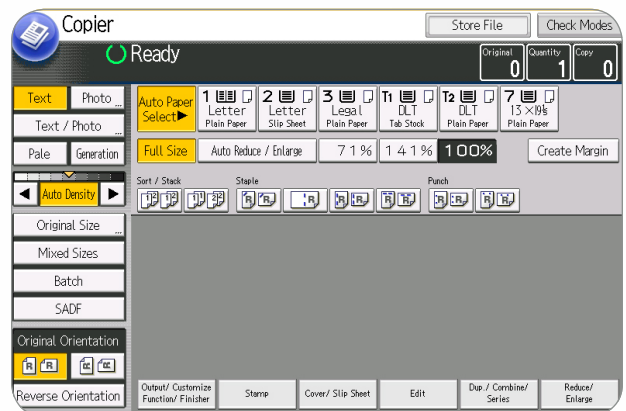 Copier
Store File
Check Modes
Ready
Original
0
Quantity
1
Copy
0
Text
Photo
Text / Photo
Pale
Generation
Auto Density
Original Size
Mixed Sizes
Batch
SADF
Original Orientation
R R
R R
Reverse Orientation
Auto Paper
Select▶
1
Letter
Plain Paper
2
Letter
Slip Sheet
3
Legal
Plain Paper
T1
DLT
Tab Stock
T2
DLT
Plain Paper
7
13×19⅕
Plain Paper
Full Size
Auto Reduce / Enlarge
71%
141%
100%
Create Margin
Sort / Stack
Staple
Punch
Output/ Customize
Function/ Finisher
Stamp
Cover/ Slip Sheet
Edit
Dup./ Combine/
Series
Reduce/
Enlarge